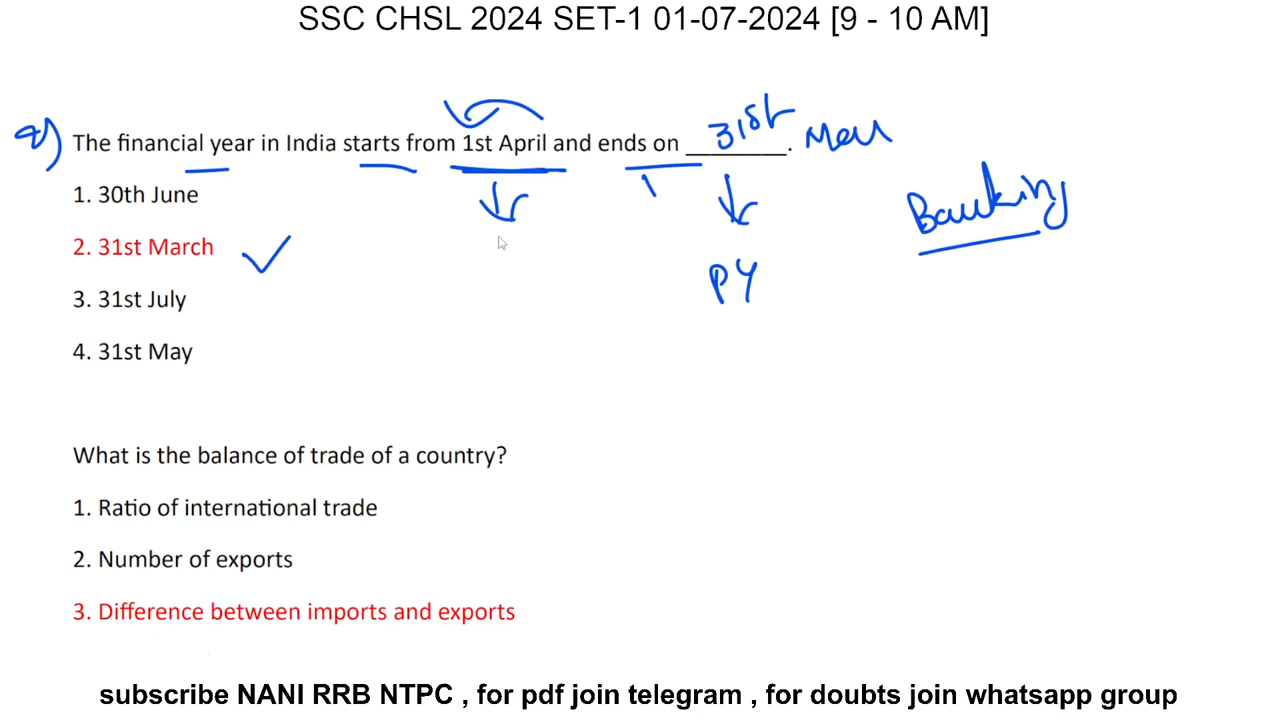 SSC CHSL 2024 SET-1 01-07-2024 [9 - 10 AM]
Q) The financial year in India starts from 1st April and ends on 31st ________.
1. 30th June
Banking
2. 31st March
PY
3. 31st July
4. 31st May
What is the balance of trade of a country?
1. Ratio of international trade
2. Number of exports
3. Difference between imports and exports
subscribe NANI RRB NTPC , for pdf join telegram , for doubts join whatsapp group